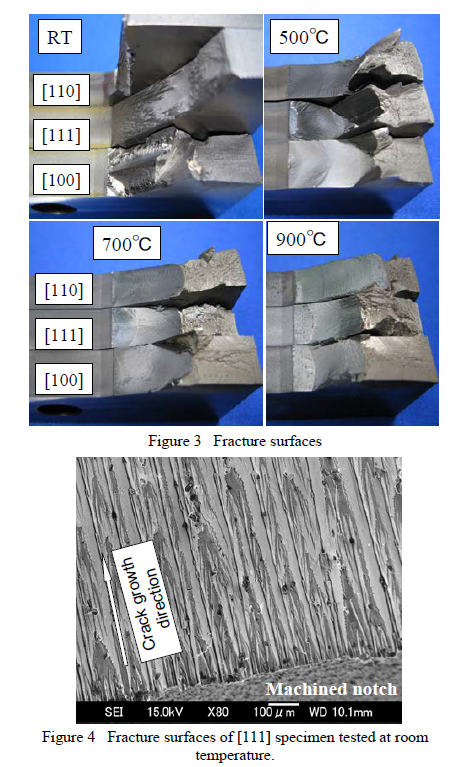 RT
500℃
[110]
[111]
[100]
700℃
900℃
[110]
[111]
[100]
Figure 3 Fracture surfaces
Crack growth
direction
Machined notch
SEI 15.0kV X80 100μm WD 10.1mm
Figure 4 Fracture surfaces of [111] specimen tested at room
temperature.